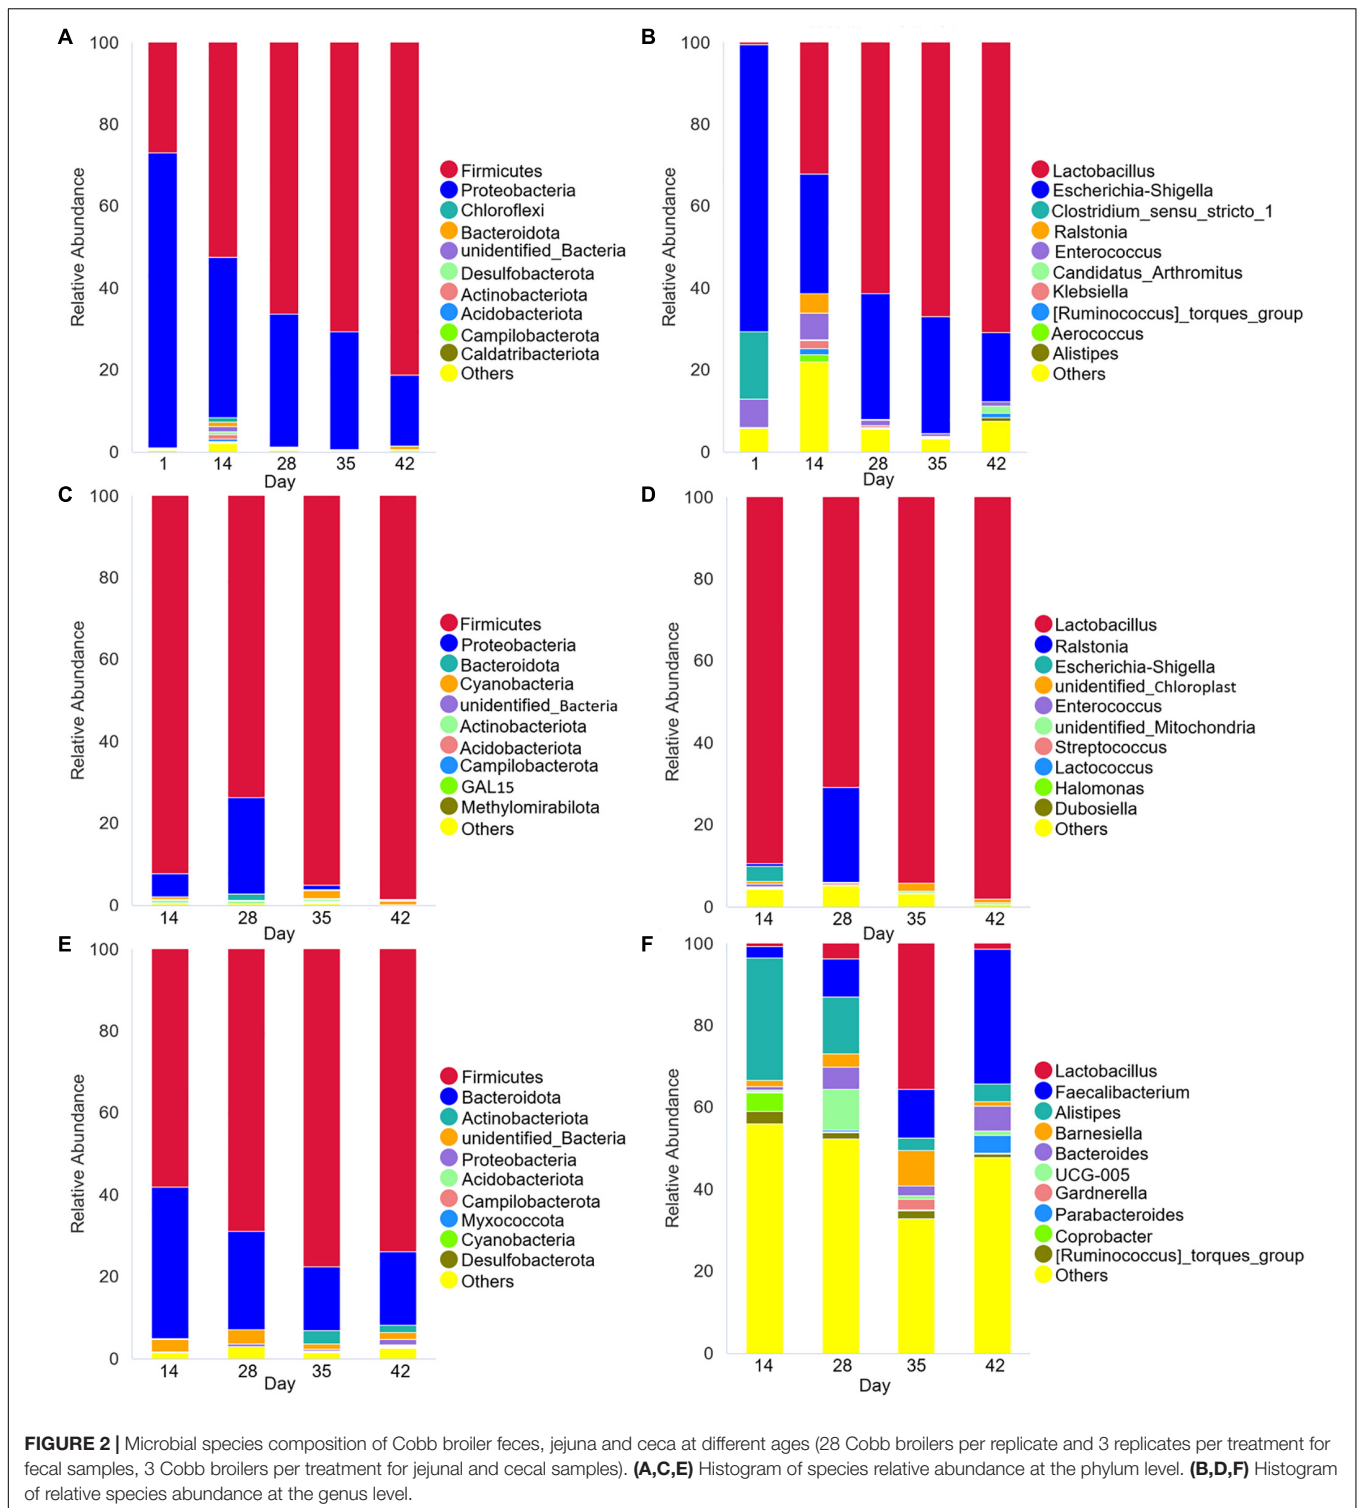 A
100
80
60
40
20
0
Relative Abundance
1 14 28 35 42
Day
Firmicutes
Proteobacteria
Chloroflexi
Bacteroidota
unidentified_Bacteria
Desulfobacterota
Actinobacteriota
Acidobacteriota
Campilobacterota
Caldatribacteriota
Others
B
100
80
60
40
20
0
Relative Abundance
1 14 28 35 42
Day
Lactobacillus
Escherichia-Shigella
Clostridium_sensu_stricto_1
Ralstonia
Enterococcus
Candidatus_Arthromitus
Klebsiella
[Ruminococcus]_torques_group
Aerococcus
Alistipes
Others
C
100
80
60
40
20
0
Relative Abundance
14 28 35 42
Day
Firmicutes
Proteobacteria
Bacteroidota
Cyanobacteria
unidentified_Bacteria
Actinobacteriota
Acidobacteriota
Campilobacterota
GAL15
Methylomirabilota
Others
D
100
80
60
40
20
0
Relative Abundance
14 28 35 42
Day
Lactobacillus
Ralstonia
Escherichia-Shigella
unidentified_Chloroplast
Enterococcus
unidentified_Mitochondria
Streptococcus
Lactococcus
Halomonas
Dubosiella
Others
E
100
80
60
40
20
0
Relative Abundance
14 28 35 42
Day
Firmicutes
Bacteroidota
Actinobacteriota
unidentified_Bacteria
Proteobacteria
Acidobacteriota
Campilobacterota
Myxococcota
Cyanobacteria
Desulfobacterota
Others
F
100
80
60
40
20
0
Relative Abundance
14 28 35 42
Day
Lactobacillus
Faecalibacterium
Alistipes
Barnesiella
Bacteroides
UCG-005
Gardnerella
Parabacteroides
Coprobacter
[Ruminococcus]_torques_group
Others
FIGURE 2 | Microbial species composition of Cobb broiler feces, jejuna and ceca at different ages (28 Cobb broilers per replicate and 3 replicates per treatment for
fecal samples, 3 Cobb broilers per treatment for jejunal and cecal samples). (A,C,E) Histogram of species relative abundance at the phylum level. (B,D,F) Histogram
of relative species abundance at the genus level.